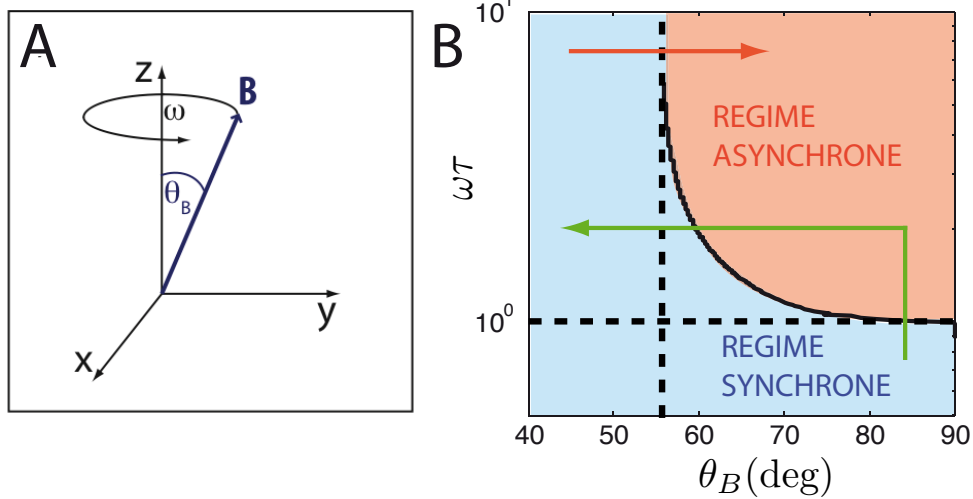 A
z
B
ω
θB
y
x
B
10¹
REGIME
ASYNCHRONE
ωτ
10⁰
REGIME
SYNCHRONE
40 50 60 70 80 90
θB(deg)